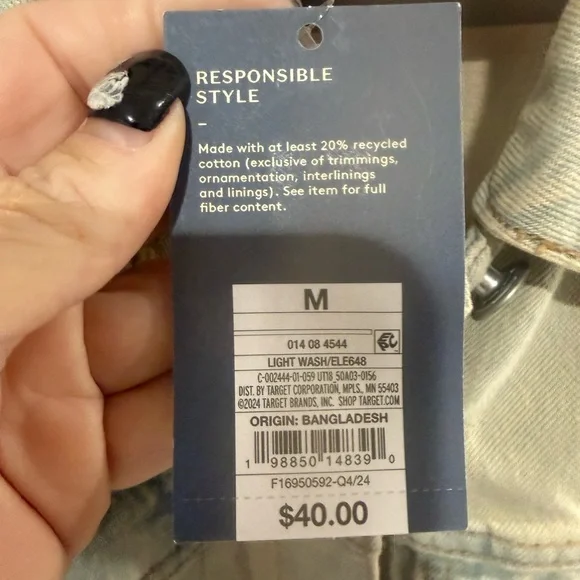 RESPONSIBLE
STYLE
–
Made with at least 20% recycled
cotton (exclusive of trimmings,
ornamentation, interlinings
and linings). See item for full
fiber content.
M
014 08 4544
LIGHT WASH/ELE648
C-002444-01-059 UT18_50A03-0156
DIST. BY TARGET CORPORATION, MPLS., MN 55403
©2024 TARGET BRANDS, INC. SHOP TARGET.COM
ORIGIN: BANGLADESH
1 98850 14839 0
F16950592-Q4/24
$40.00